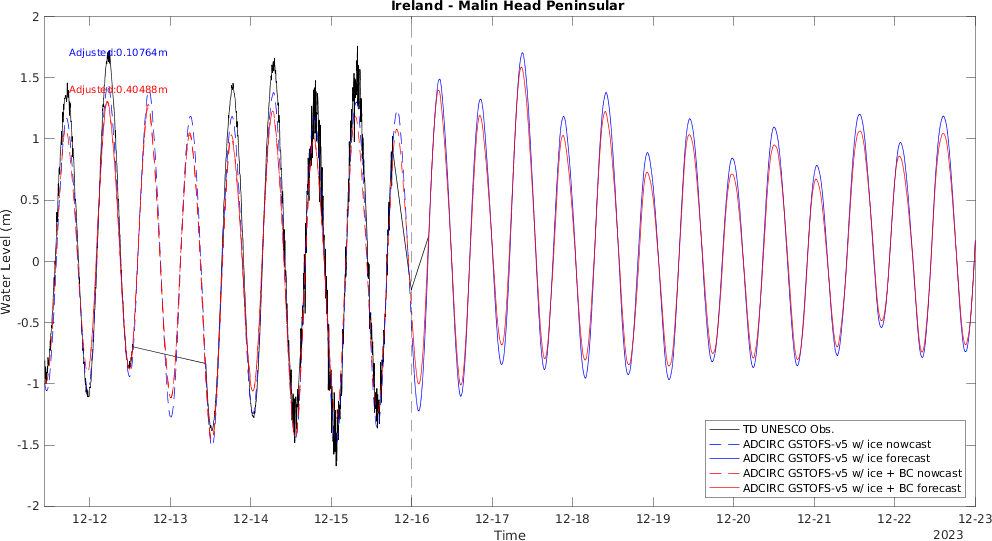 Ireland - Malin Head Peninsular
Water Level (m)
2
1.5
1
0.5
0
-0.5
-1
-1.5
-2
Adjusted:0.10764m
Adjusted:0.40488m
TD UNESCO Obs.
ADCIRC GSTOFS-v5 w/ ice nowcast
ADCIRC GSTOFS-v5 w/ ice forecast
ADCIRC GSTOFS-v5 w/ ice + BC nowcast
ADCIRC GSTOFS-v5 w/ ice + BC forecast
12-12 12-13 12-14 12-15 12-16 12-17 12-18 12-19 12-20 12-21 12-22 12-23
Time
2023